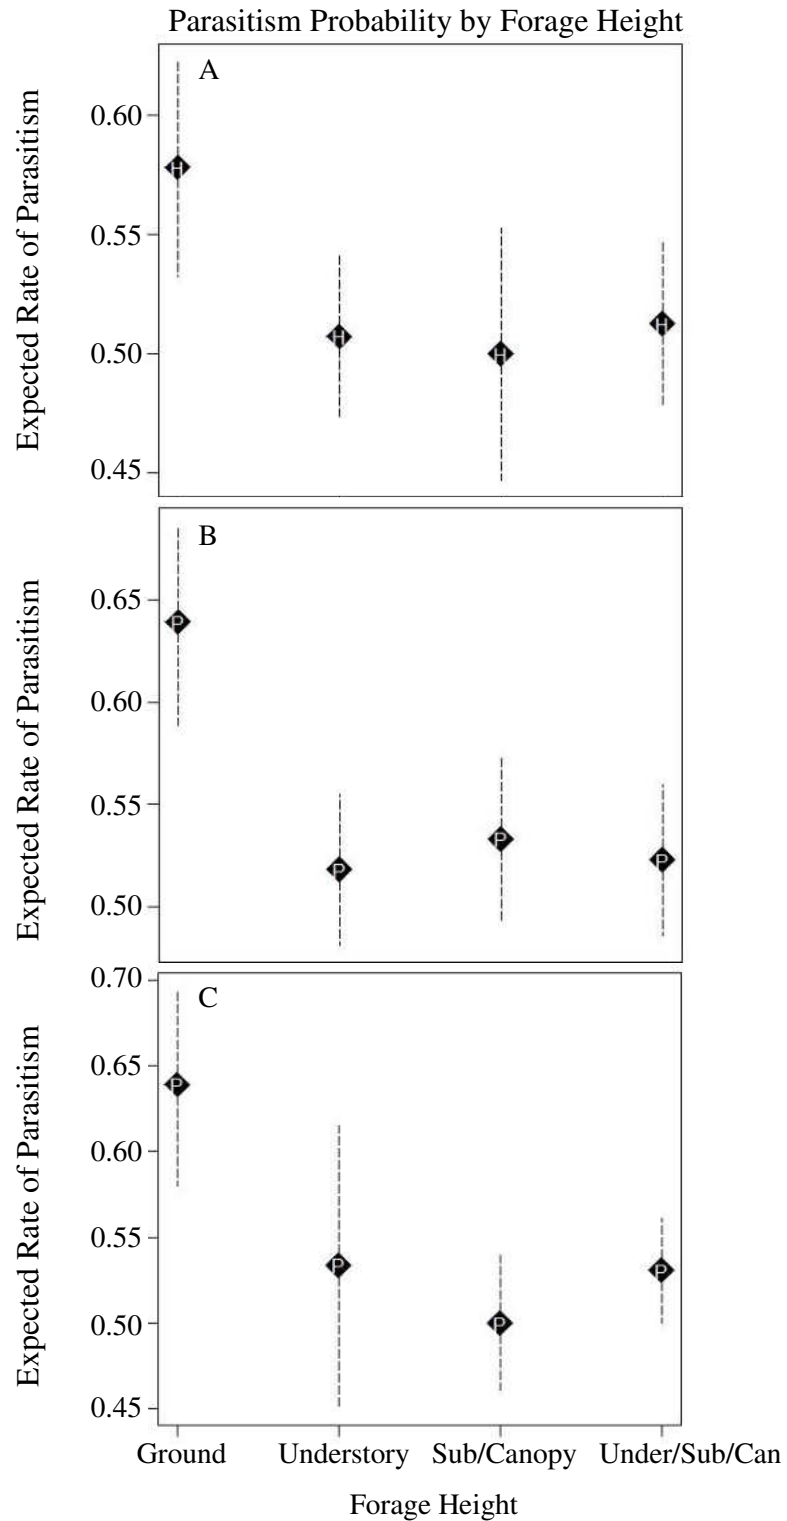 Parasitism Probability by Forage Height
A
Expected Rate of Parasitism
0.60
0.55
0.50
0.45
H
H
H
H
B
Expected Rate of Parasitism
0.65
0.60
0.55
0.50
P
P
P
P
C
Expected Rate of Parasitism
0.70
0.65
0.60
0.55
0.50
0.45
P
P
P
P
Ground Understory Sub/Canopy Under/Sub/Can
Forage Height